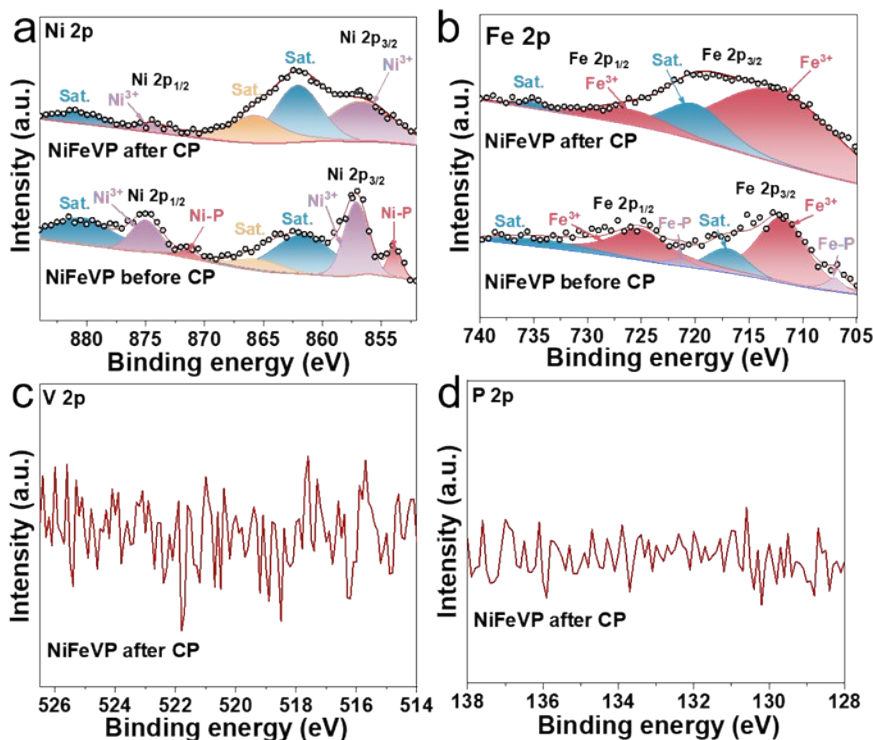 a
Ni 2p
Ni 2p3/2
Sat.
Ni3+
Ni 2p1/2
Sat.
Sat.
Ni3+
NiFeVP after CP
Ni 2p3/2
Sat.
Ni3+
Ni 2p1/2
Ni3+
Ni-P
Sat.
Sat.
Ni-P
NiFeVP before CP
880 875 870 865 860 855
Binding energy (eV)
Intensity (a.u.)
b
Fe 2p
Fe 2p1/2
Fe 2p3/2
Sat.
Fe3+
Sat.
Fe3+
NiFeVP after CP
Fe 2p1/2
Fe 2p3/2
Sat.
Fe3+
Fe-P
Sat.
Fe3+
Fe-P
NiFeVP before CP
740 735 730 725 720 715 710 705
Binding energy (eV)
Intensity (a.u.)
c
V 2p
NiFeVP after CP
526 524 522 520 518 516 514
Binding energy (eV)
Intensity (a.u.)
d
P 2p
NiFeVP after CP
138 136 134 132 130 128
Binding energy (eV)
Intensity (a.u.)